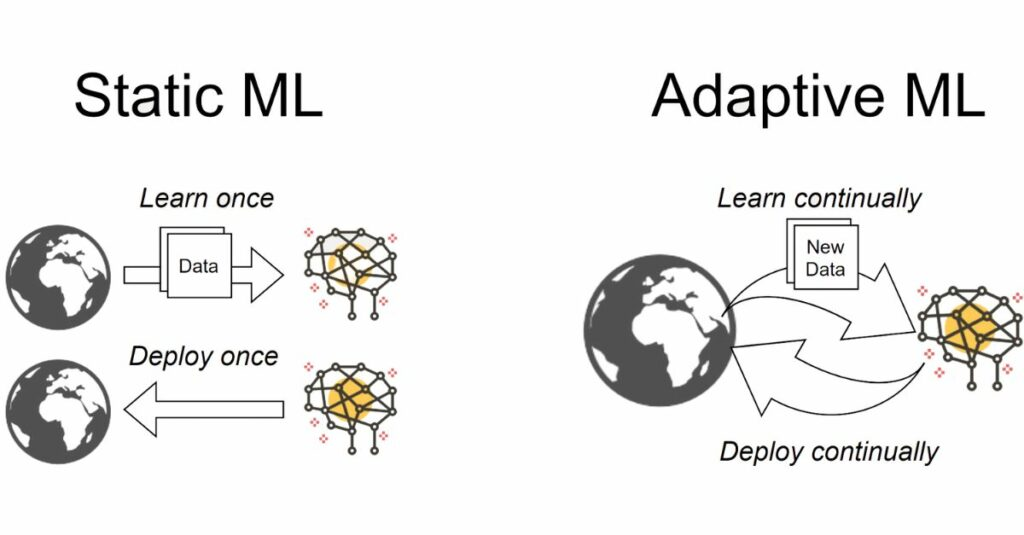 Static ML
Learn once
Data
Deploy once
Adaptive ML
Learn continually
New
Data
Deploy continually